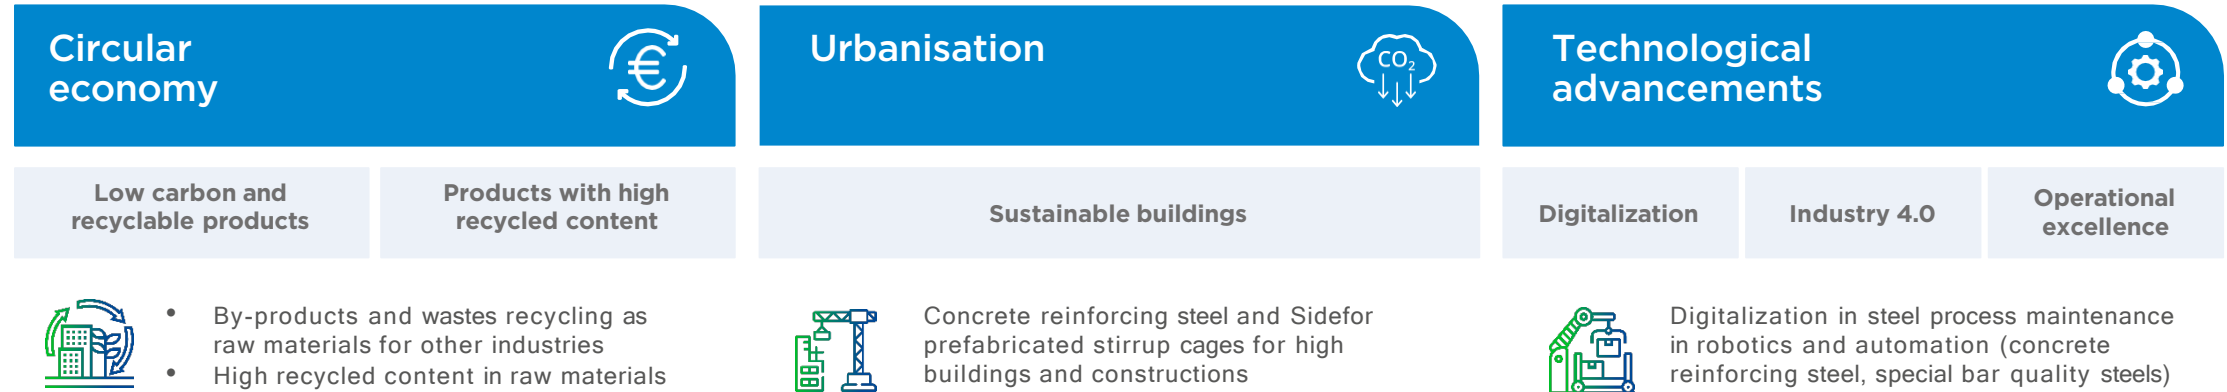 Circular
economy
€
Urbanisation
CO₂
Technological
advancements
Low carbon and
recyclable products
Products with high
recycled content
Sustainable buildings
Digitalization
Industry 4.0
Operational
excellence
• By-products and wastes recycling as
raw materials for other industries
• High recycled content in raw materials
Concrete reinforcing steel and Sidefor
prefabricated stirrup cages for high
buildings and constructions
Digitalization in steel process maintenance
in robotics and automation (concrete
reinforcing steel, special bar quality steels)